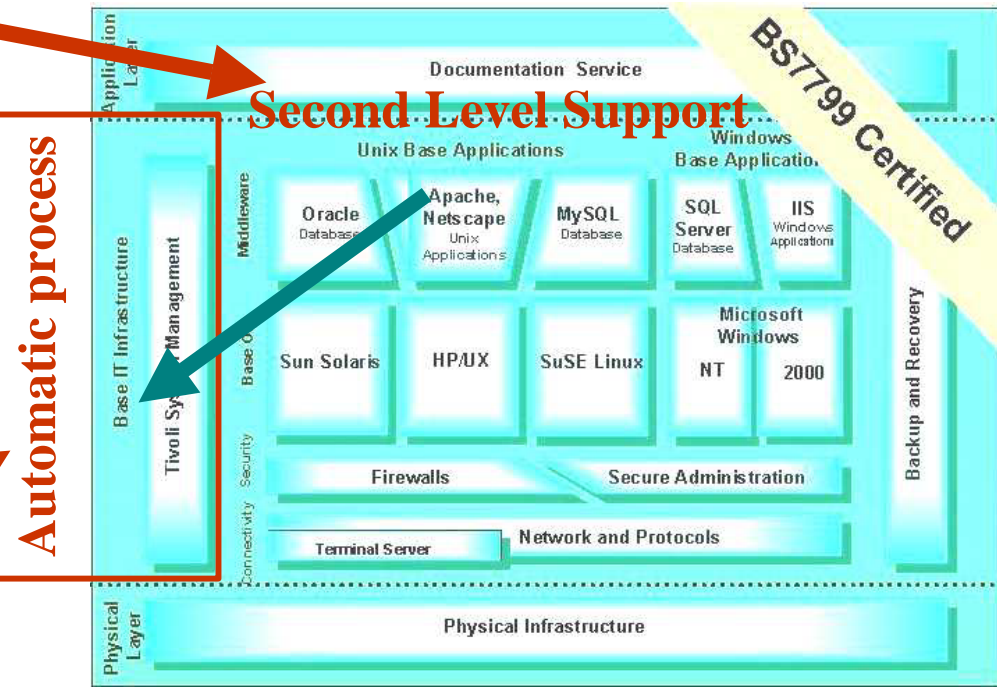 Application
Layer
Documentation Service
BS7799 Certified
Second Level Support
Automatic process
Base IT Infrastructure
Tivoli Management
Unix Base Applications
Windows
Base
Middleware
Oracle
Database
Apache,
Netscape
Unix
Applications
MySQL
Database
SQL
Server
Database
IIS
Windows
Applications
Base
Sun Solaris
HP/UX
SuSE Linux
Microsoft
Windows
NT
2000
Backup and Recovery
Security
Firewalls
Secure Administration
Connectivity
Terminal Server
Network and Protocols
Physical
Layer
Physical Infrastructure